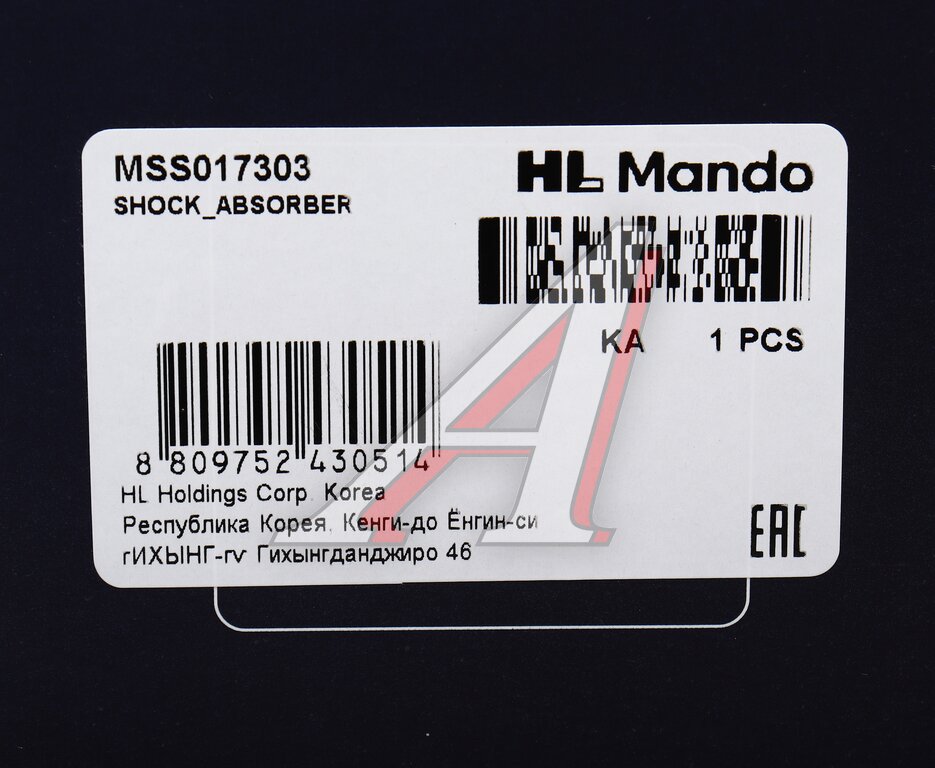 MSS017303
SHOCK_ABSORBER
HL Mando
KA 1 PCS
8 809752 430514
HL Holdings Corp. Korea
Республика Корея, Кенги-до Ёнгин-си
гИХЫНГ-гv Гихынгданджиро 46
EAC